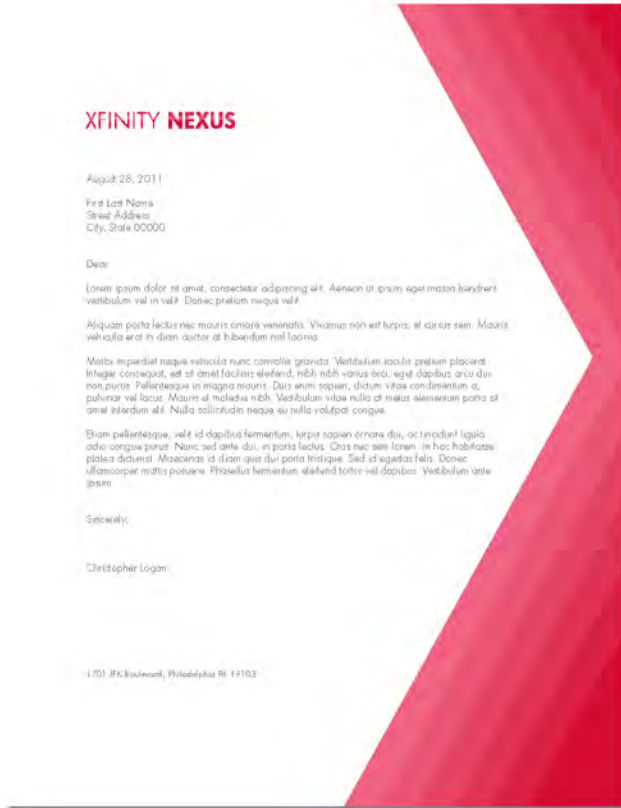 XFINITY NEXUS
August 28, 2011
First Last Name
Street Address
City, State 00000
Dear
Lorem ipsum dolor sit amet, consectetur adipiscing elit. Aenean ut ipsum eget massa hendrerit
vestibulum vel in velit. Donec pretium neque velit
Aliquam porta lectus nec mauris ornare venenatis. Vivamus non est turpis, et cursus sem. Mauris
vehicula erat in diam auctor at bibendum nisl lacinia.
Morbi imperdiet neque vehicula nunc convallis gravida. Vestibulum iaculis pretium placerat.
Integer consequat, est sit amet facilisis eleifend, nibh nibh varius orci, eget dapibus arcu dui
non purus. Pellentesque in magna mauris. Duis enim sapien, dictum vitae condimentum a,
pulvinar vel lacus. Mauris et molestie nibh. Vestibulum vitae nulla at metus elementum porta sit
amet interdum elit. Nulla sollicitudin neque eu nulla volutpat congue.
Etiam pellentesque, velit id dapibus fermentum, turpis sapien ornare dui, ac tincidunt ligula
odio congue purus. Nunc sed ante dui, in porta lectus. Cras nec sem lorem. In hac habitasse
platea dictumst. Maecenas id diam quis dui porta tristique. Sed id egestas felis. Donec
ullamcorper mattis posuere. Phasellus fermentum eleifend tortor vel dapibus. Vestibulum ante
ipsum
Sincerely,
Christopher Logan
1701 JFK Boulevard, Philadelphia PA 19103